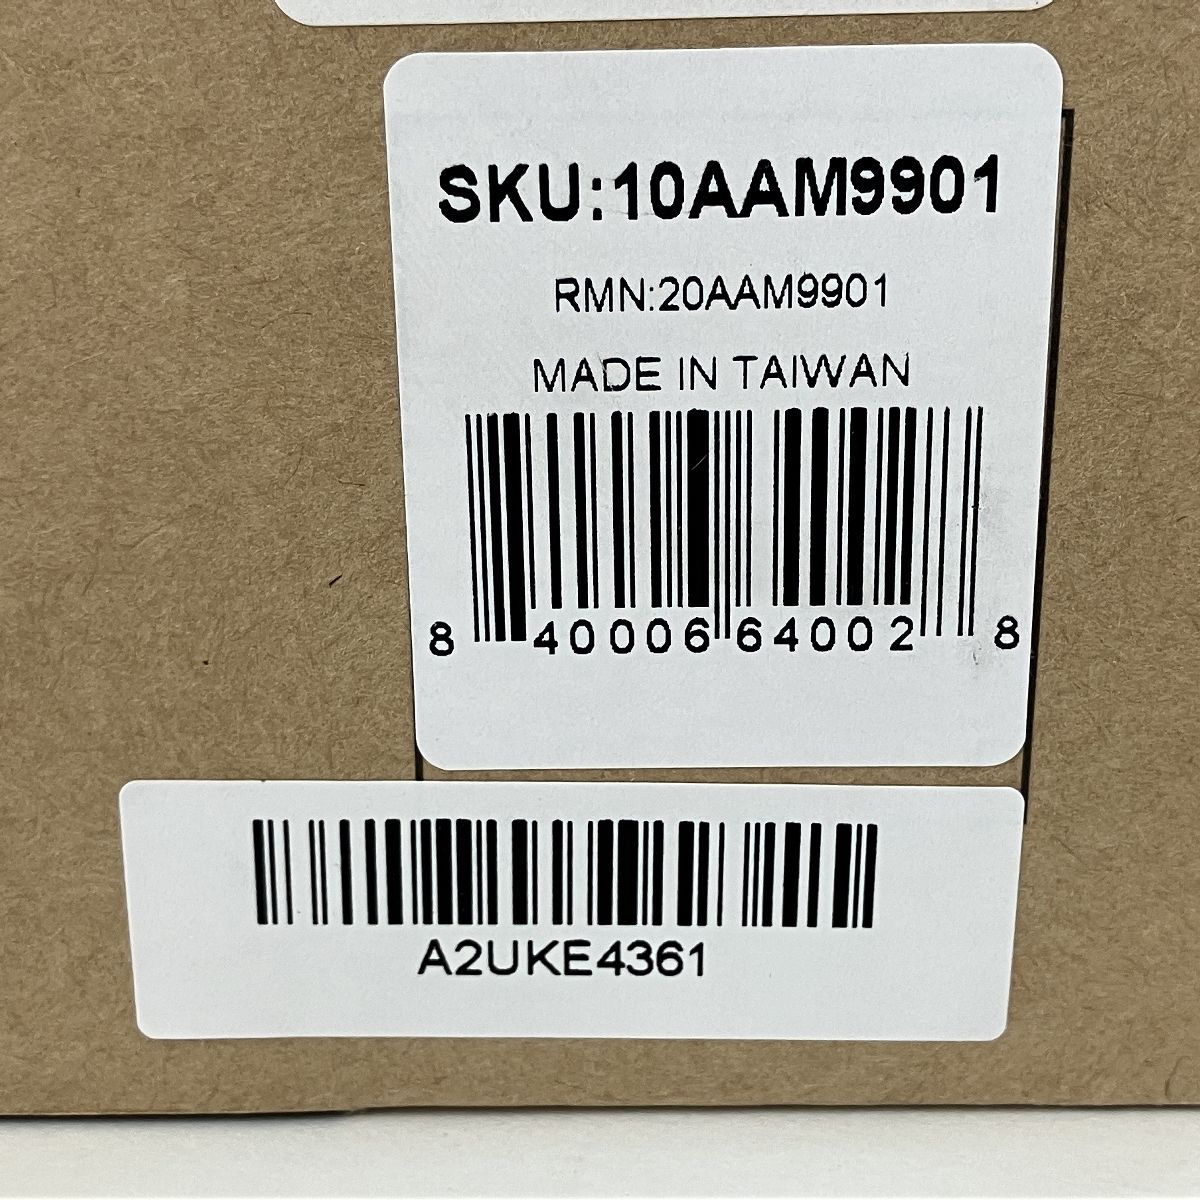 SKU:10AAM9901
RMN:20AAM9901
MADE IN TAIWAN
8 40006 64002 8
A2UKE4361